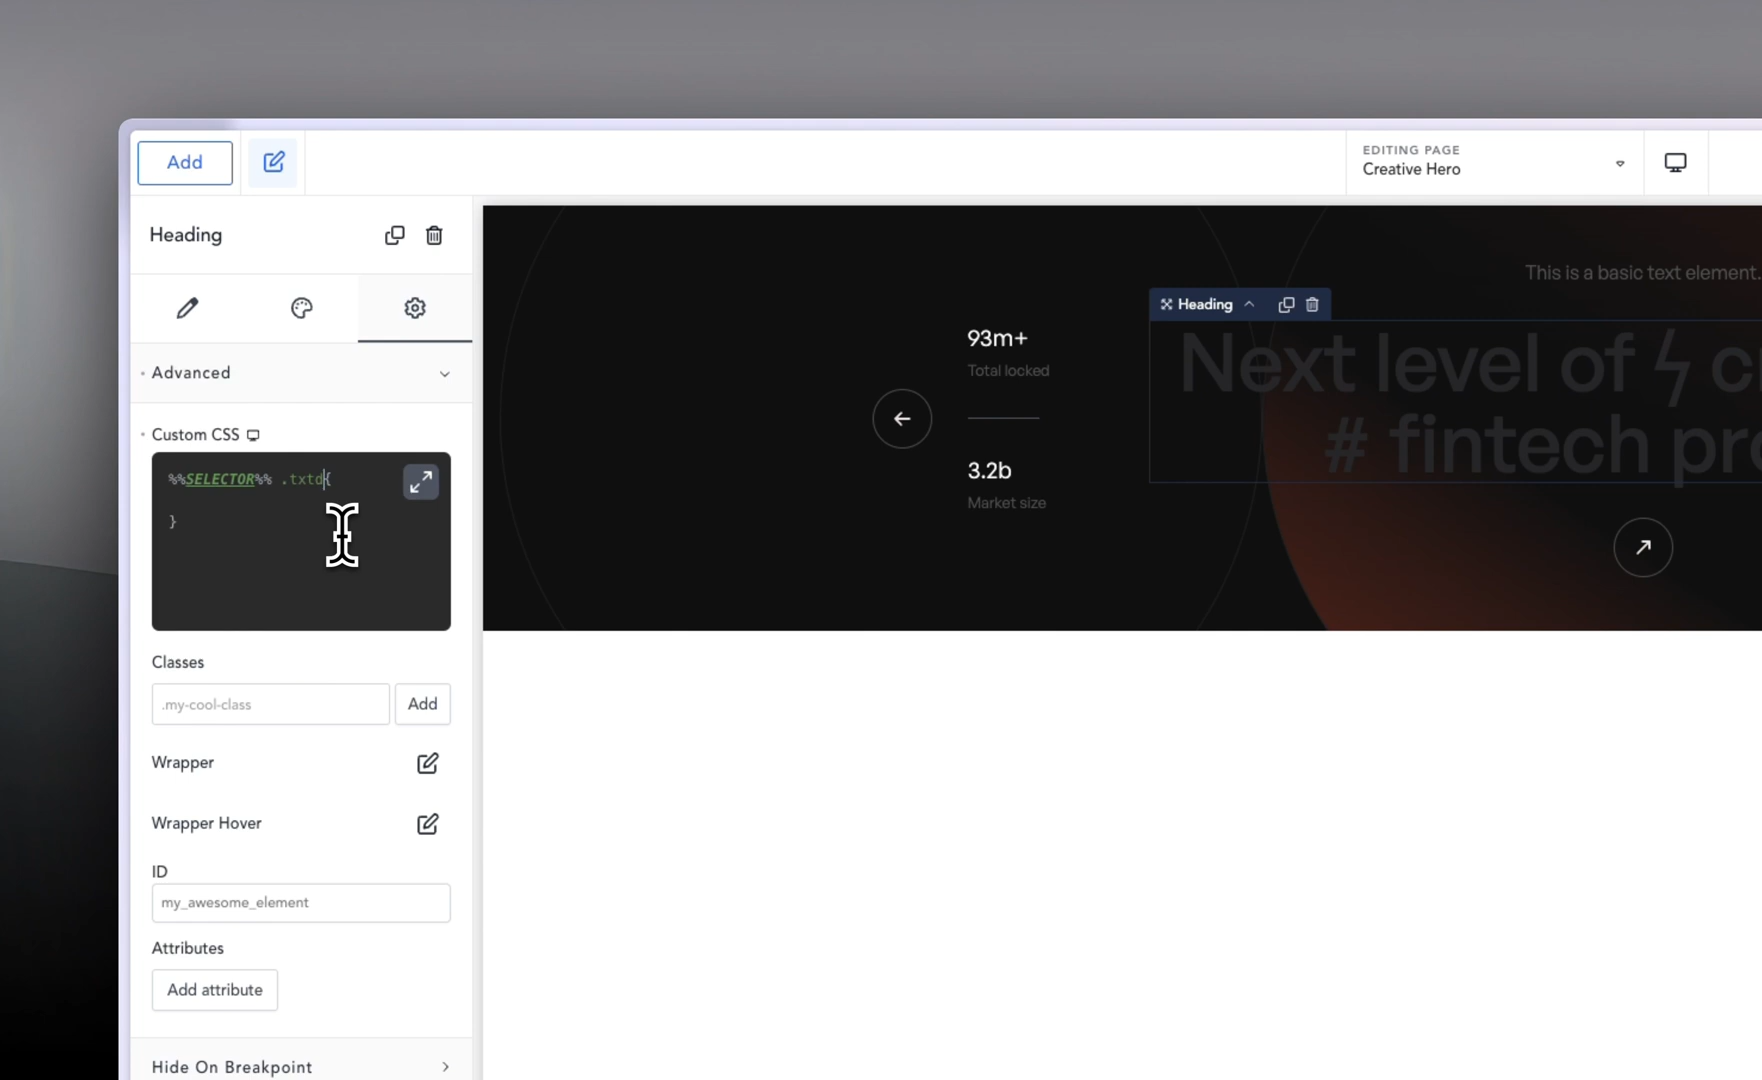 Add
EDITING PAGE
Creative Hero
Heading
Advanced
Custom CSS
%%SELECTOR%% .txtd{
}
Classes
.my-cool-class
Add
Wrapper
Wrapper Hover
ID
my_awesome_element
Attributes
Add attribute
Hide On Breakpoint
93m+
Total locked
3.2b
Market size
This is a basic text element.
Heading
Next level of ϟ c
# fintech pr